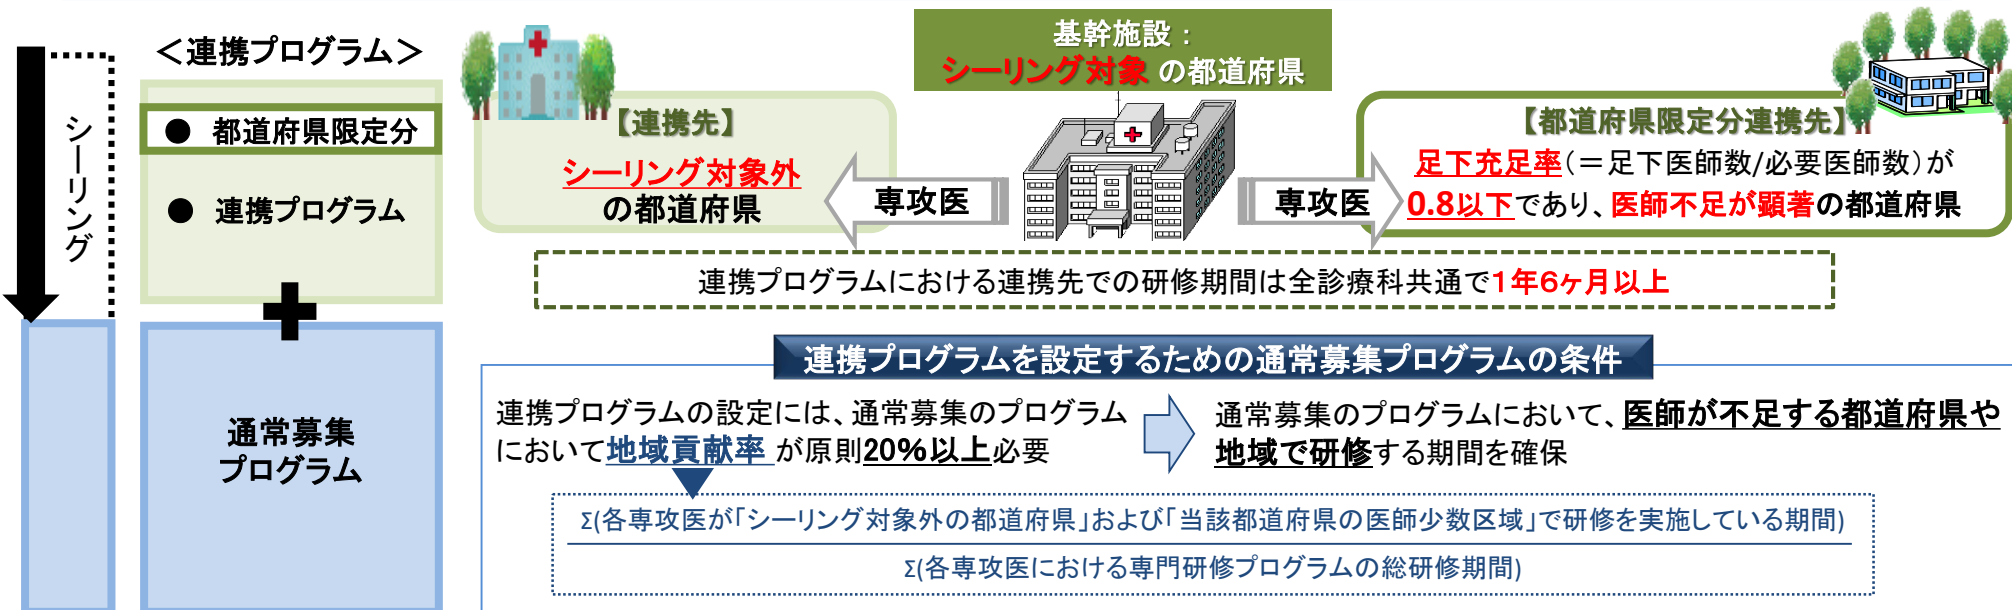 ＜連携プログラム＞
シーリング
● 都道府県限定分
● 連携プログラム
通常募集
プログラム
基幹施設：
シーリング対象 の都道府県
【連携先】
シーリング対象外
の都道府県
専攻医
専攻医
【都道府県限定分連携先】
足下充足率（＝足下医師数/必要医師数）が
0.8以下であり、医師不足が顕著の都道府県
連携プログラムにおける連携先での研修期間は全診療科共通で1年6ヶ月以上
連携プログラムを設定するための通常募集プログラムの条件
連携プログラムの設定には、通常募集のプログラム
において地域貢献率 が原則20%以上必要
通常募集のプログラムにおいて、医師が不足する都道府県や
地域で研修する期間を確保
Σ(各専攻医が「シーリング対象外の都道府県」および「当該都道府県の医師少数区域」で研修を実施している期間)
Σ(各専攻医における専門研修プログラムの総研修期間)